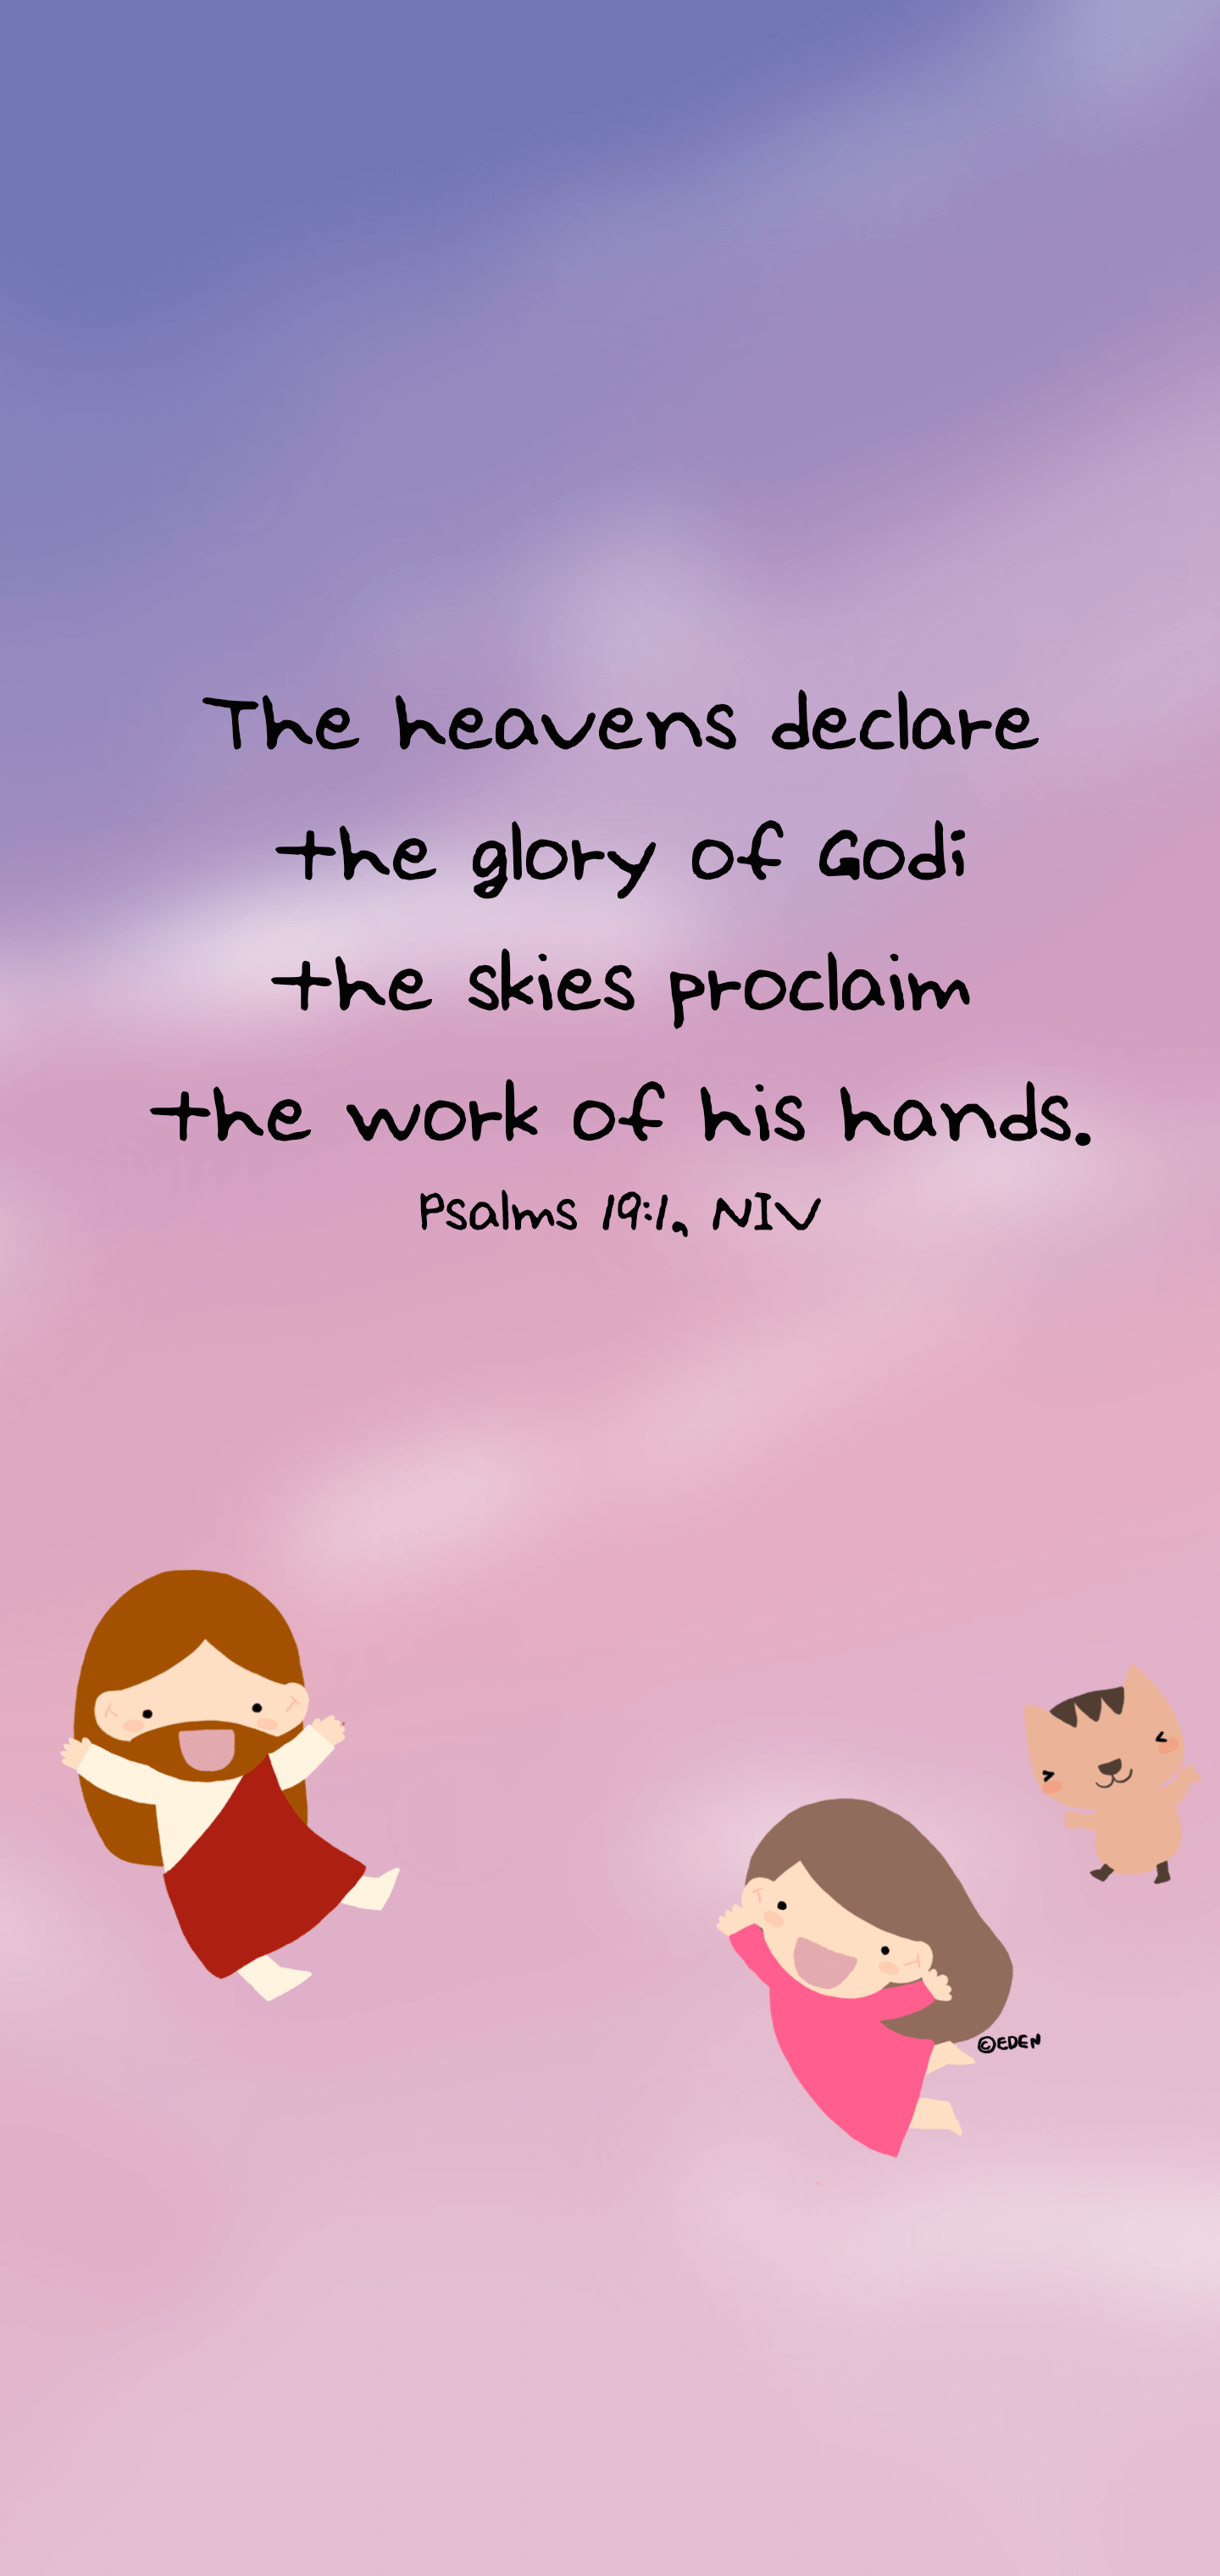 The heavens declare
the glory of Godi
the skies proclaim
the work of his hands.
Psalms 19:1, NIV
©EDEN